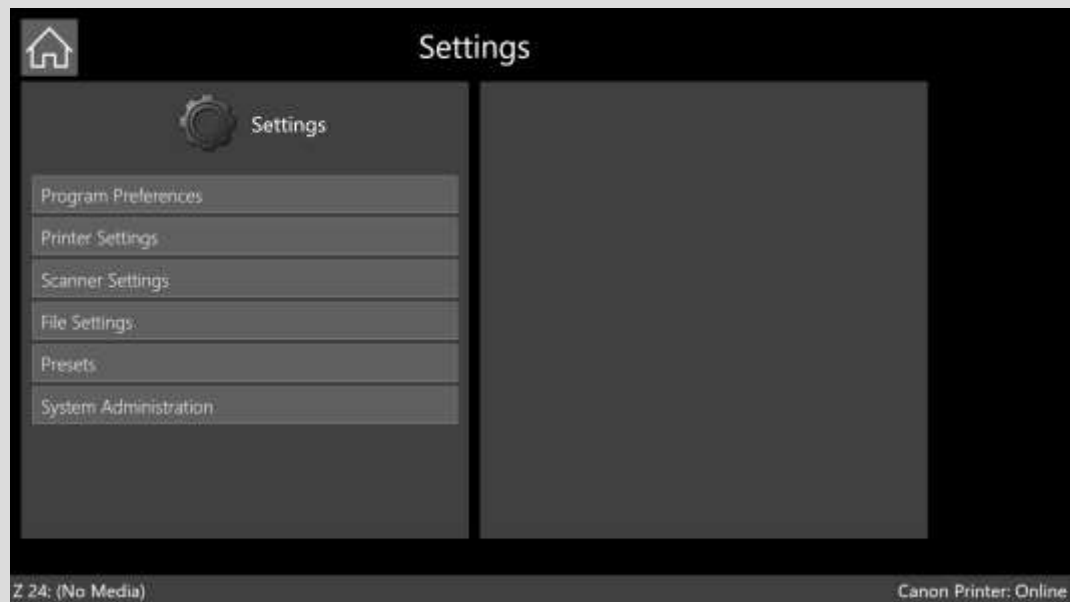 Settings
Settings
Program Preferences
Printer Settings
Scanner Settings
File Settings
Presets
System Administration
Z 24: (No Media)
Canon Printer: Online